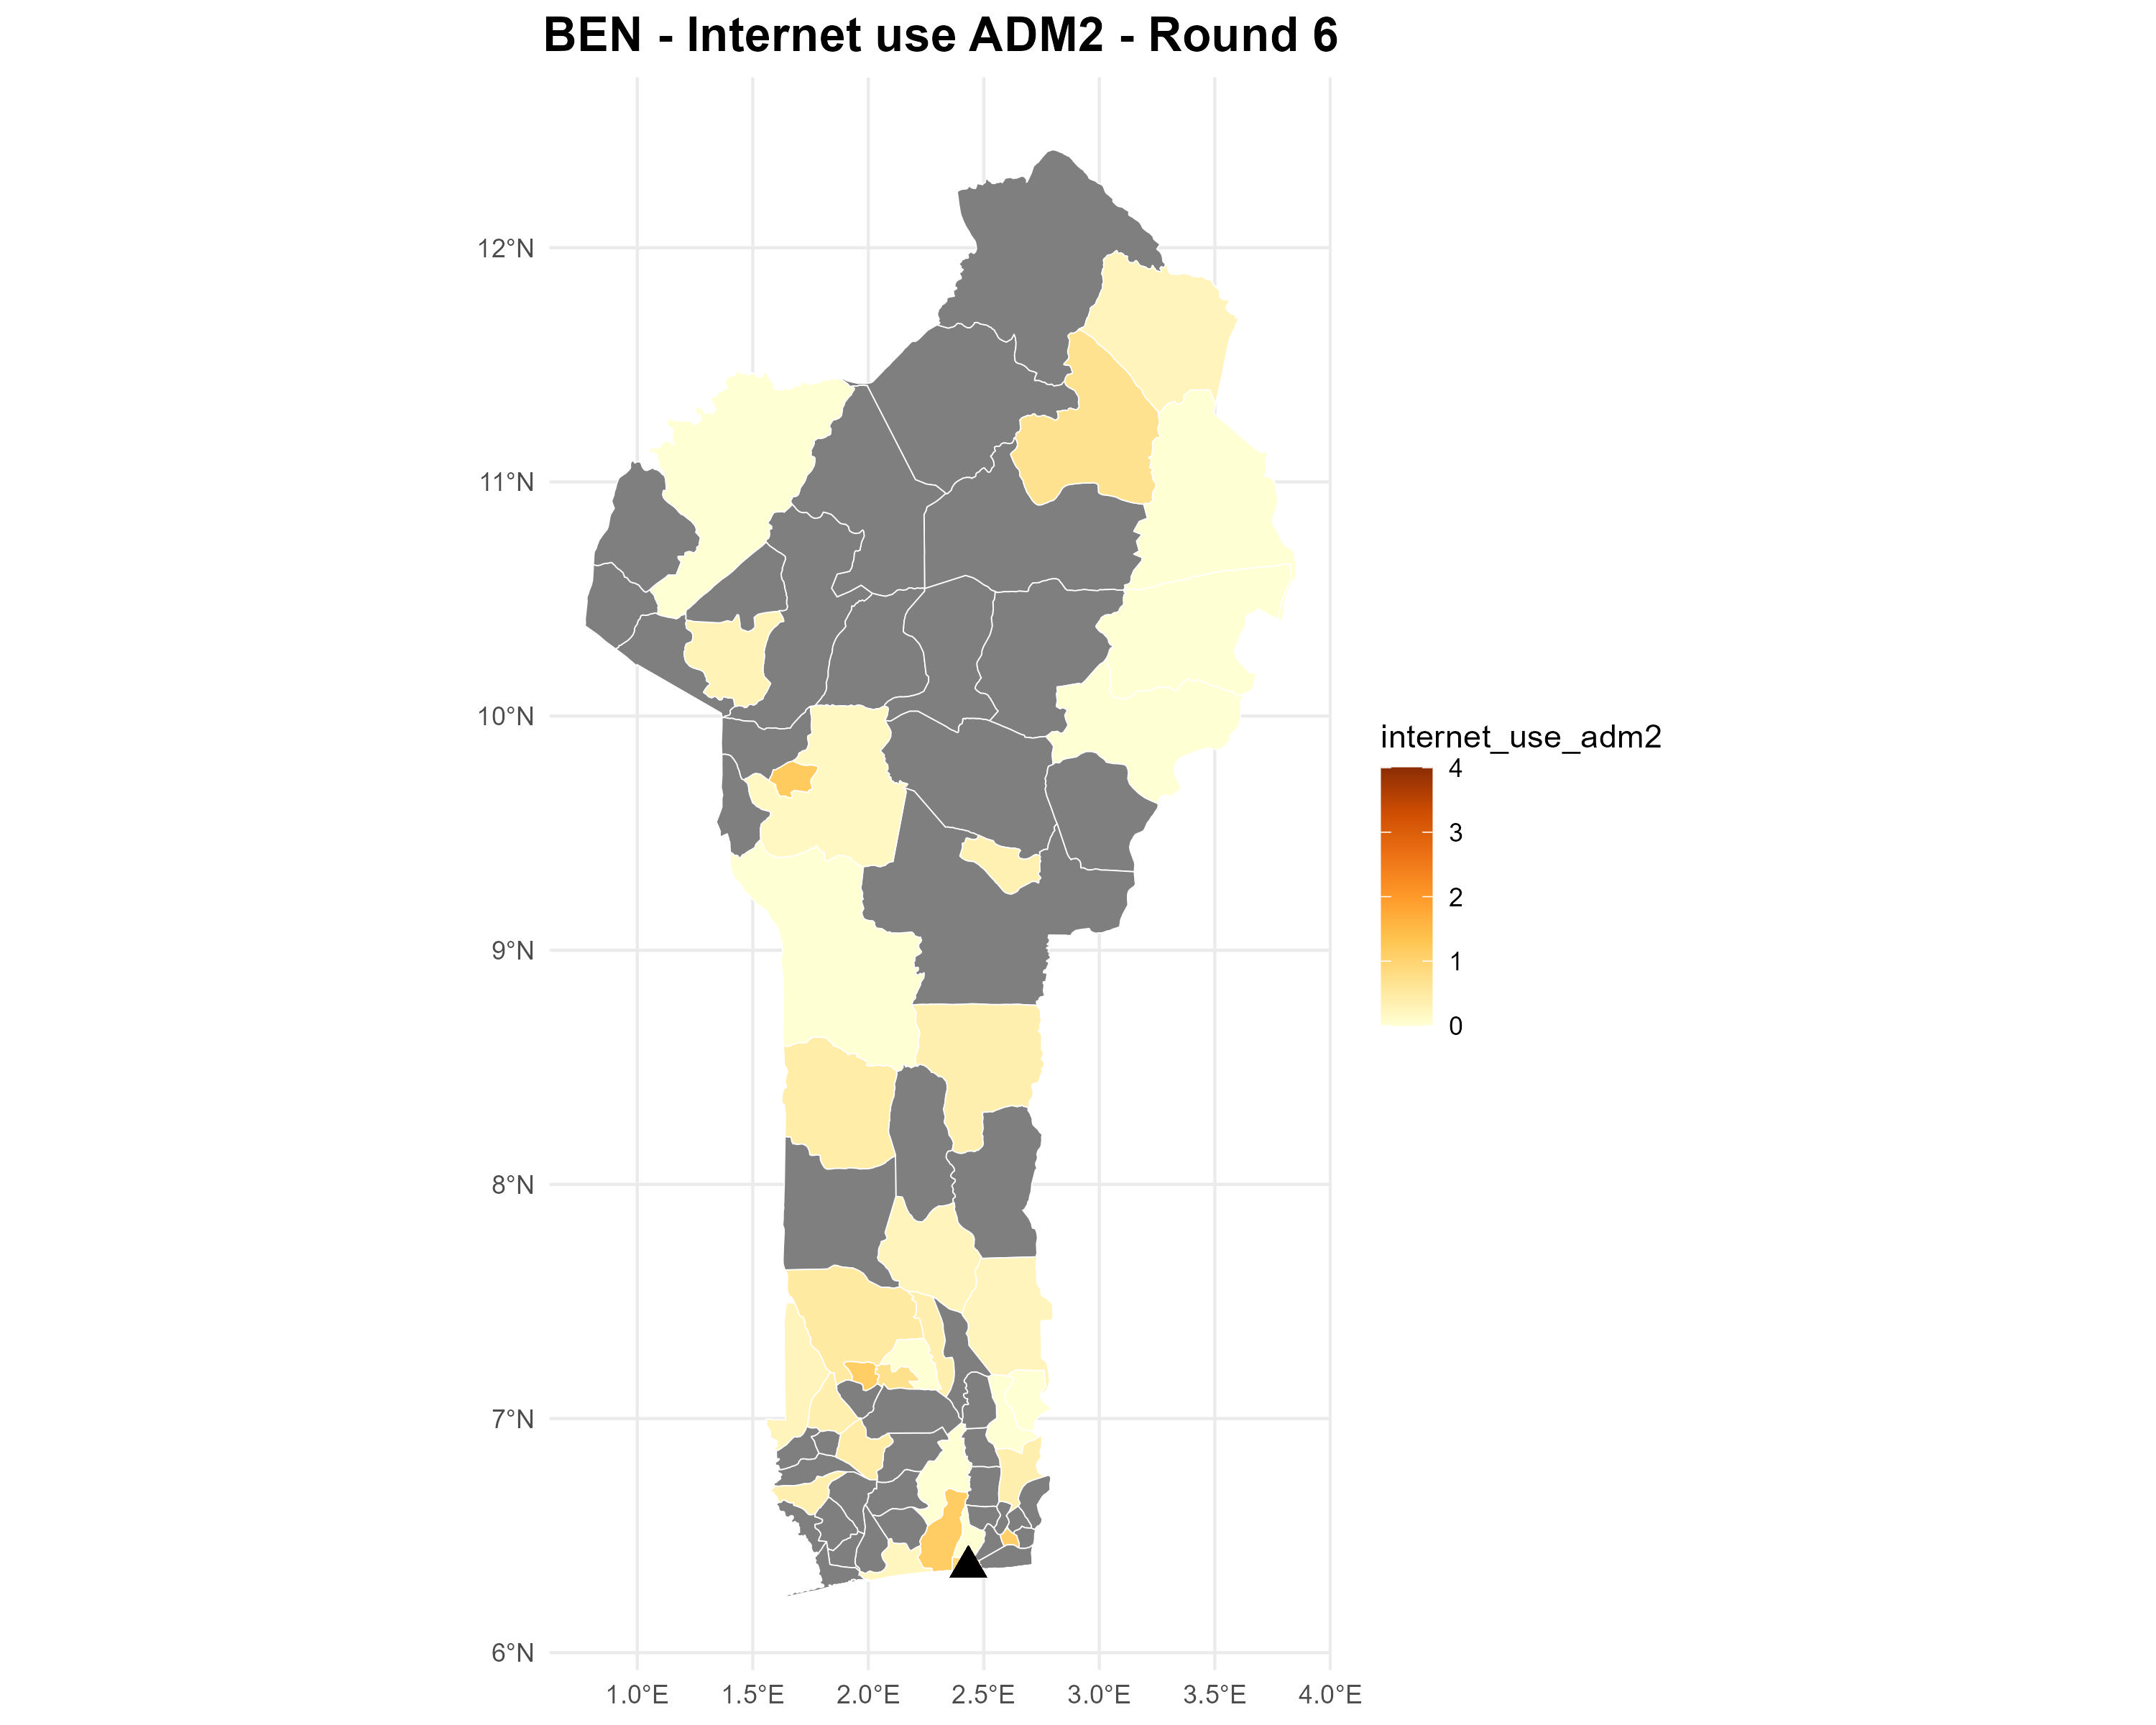 BEN - Internet use ADM2 - Round 6
12°N
11°N
10°N
9°N
8°N
7°N
6°N
1.0°E 1.5°E 2.0°E 2.5°E 3.0°E 3.5°E 4.0°E
internet_use_adm2
4
3
2
1
0